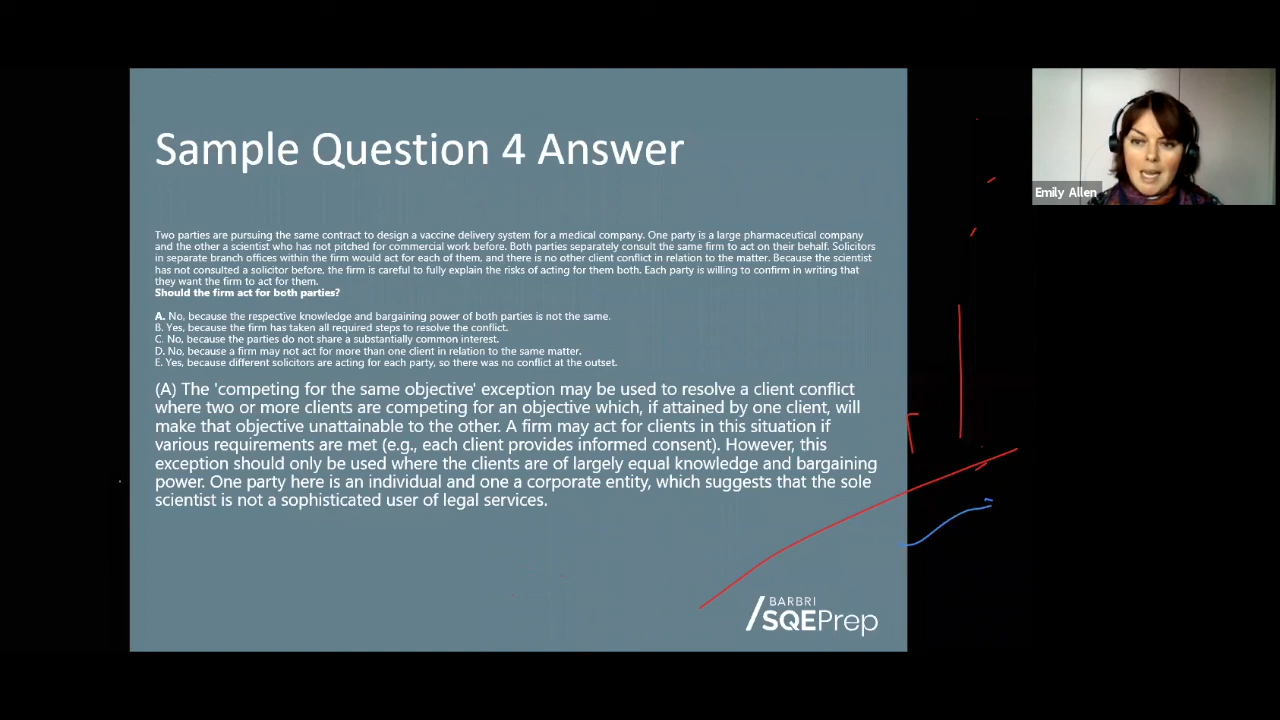 Sample Question 4 Answer
Two parties are pursuing the same contract to design a vaccine delivery system for a medical company. One party is a large pharmaceutical company
and the other a scientist who has not pitched for commercial work before. Both parties separately consult the same firm to act on their behalf. Solicitors
in separate branch offices within the firm would act for each of them, and there is no other client conflict in relation to the matter. Because the scientist
has not consulted a solicitor before, the firm is careful to fully explain the risks of acting for them both. Each party is willing to confirm in writing that
they want the firm to act for them.
Should the firm act for both parties?
A. No, because the respective knowledge and bargaining power of both parties is not the same.
B. Yes, because the firm has taken all required steps to resolve the conflict.
C. No, because the parties do not share a substantially common interest.
D. No, because a firm may not act for more than one client in relation to the same matter.
E. Yes, because different solicitors are acting for each party, so there was no conflict at the outset.
(A) The 'competing for the same objective' exception may be used to resolve a client conflict
where two or more clients are competing for an objective which, if attained by one client, will
make that objective unattainable to the other. A firm may act for clients in this situation if
various requirements are met (e.g., each client provides informed consent). However, this
exception should only be used where the clients are of largely equal knowledge and bargaining
power. One party here is an individual and one a corporate entity, which suggests that the sole
scientist is not a sophisticated user of legal services.
BARBRI
SQEPrep
Emily Allen